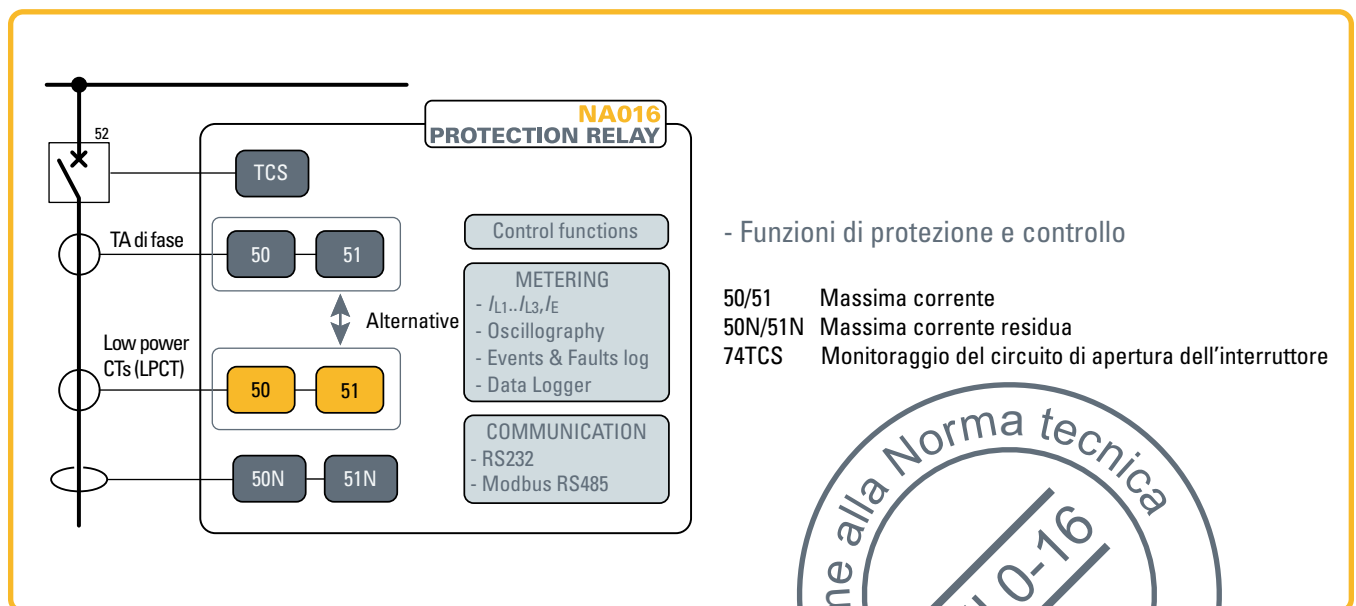 NA016
PROTECTION RELAY
52
TCS
TA di fase
50
51
Control functions
METERING
- IL1..IL3,IE
- Oscillography
- Events & Faults log
- Data Logger
Alternative
Low power
CTs (LPCT)
50
51
COMMUNICATION
- RS232
- Modbus RS485
50N
51N
- Funzioni di protezione e controllo
50/51 Massima corrente
50N/51N Massima corrente residua
74TCS Monitoraggio del circuito di apertura dell'interruttore
alla Norma tecnica
0-16